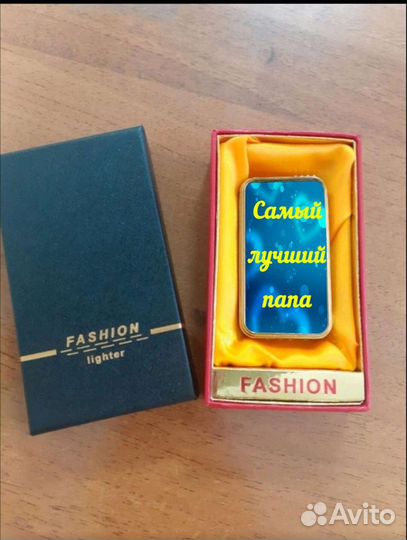 Самый
лучший
папа
FASHION
lighter
FASHION
Avito